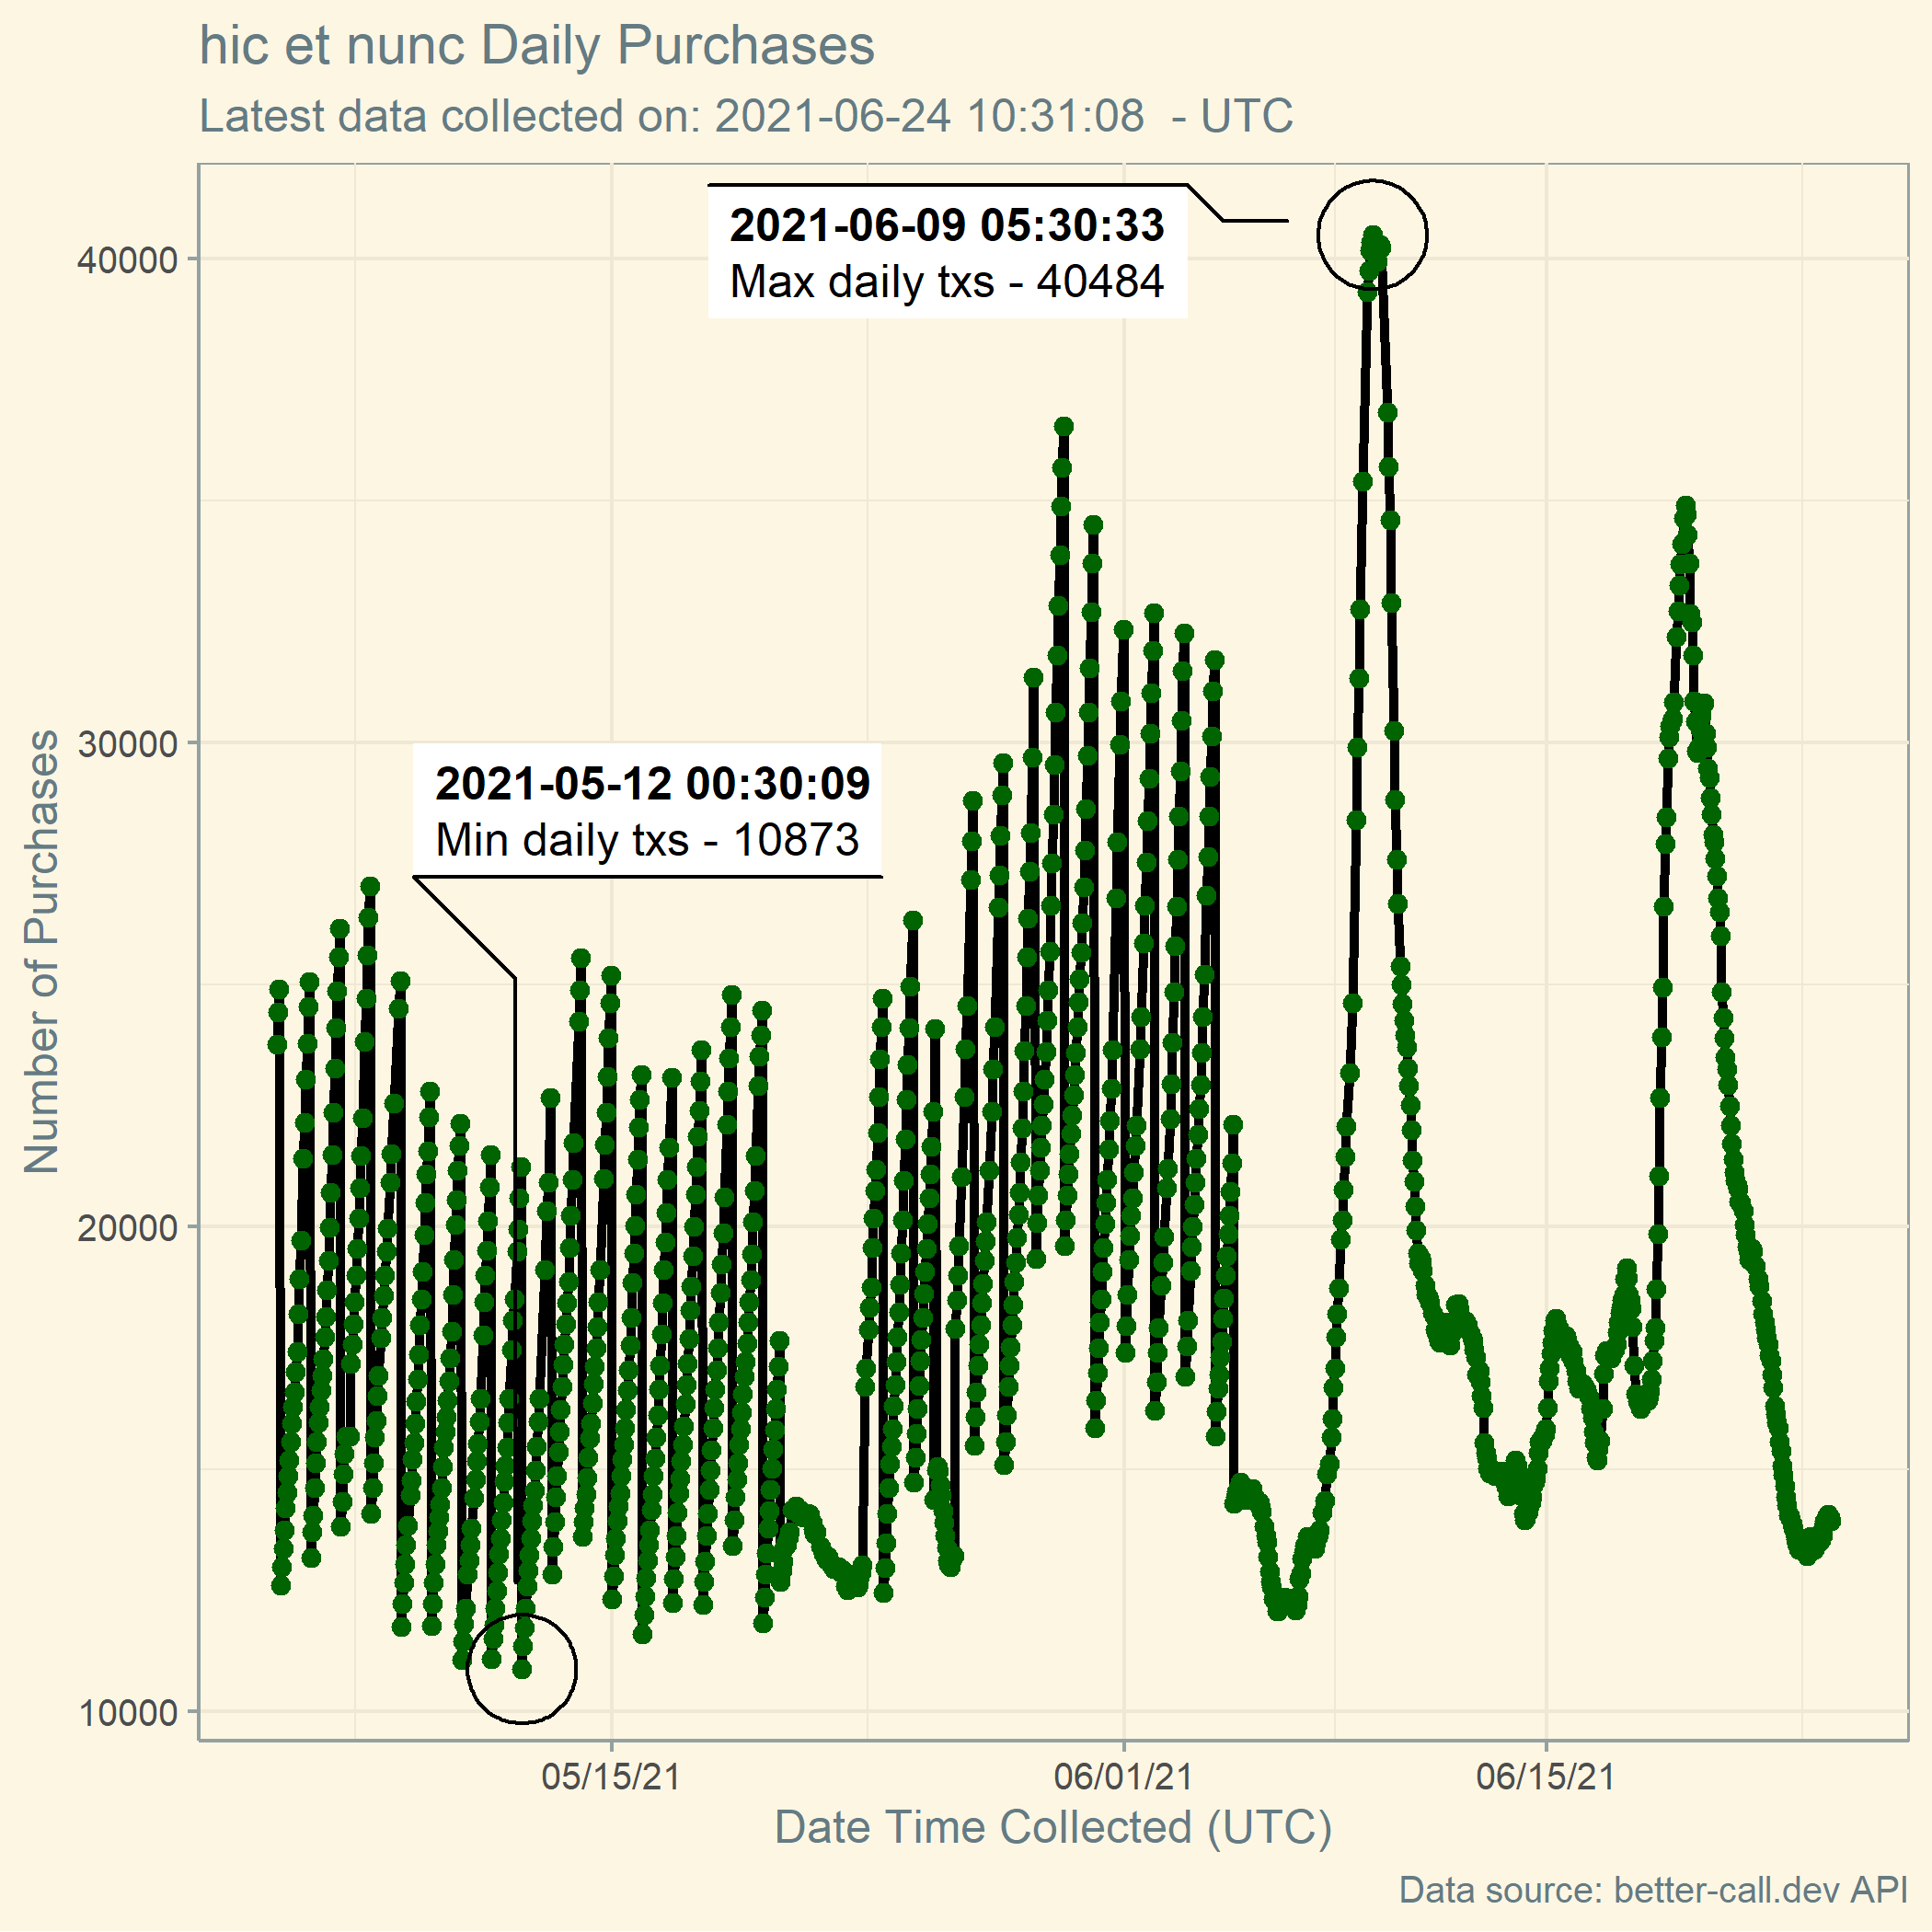 hic et nunc Daily Purchases
Latest data collected on: 2021-06-24 10:31:08  - UTC
2021-06-09 05:30:33
Max daily txs - 40484
2021-05-12 00:30:09
Min daily txs - 10873
Number of Purchases
40000
30000
20000
10000
05/15/21
06/01/21
06/15/21
Date Time Collected (UTC)
Data source: better-call.dev API